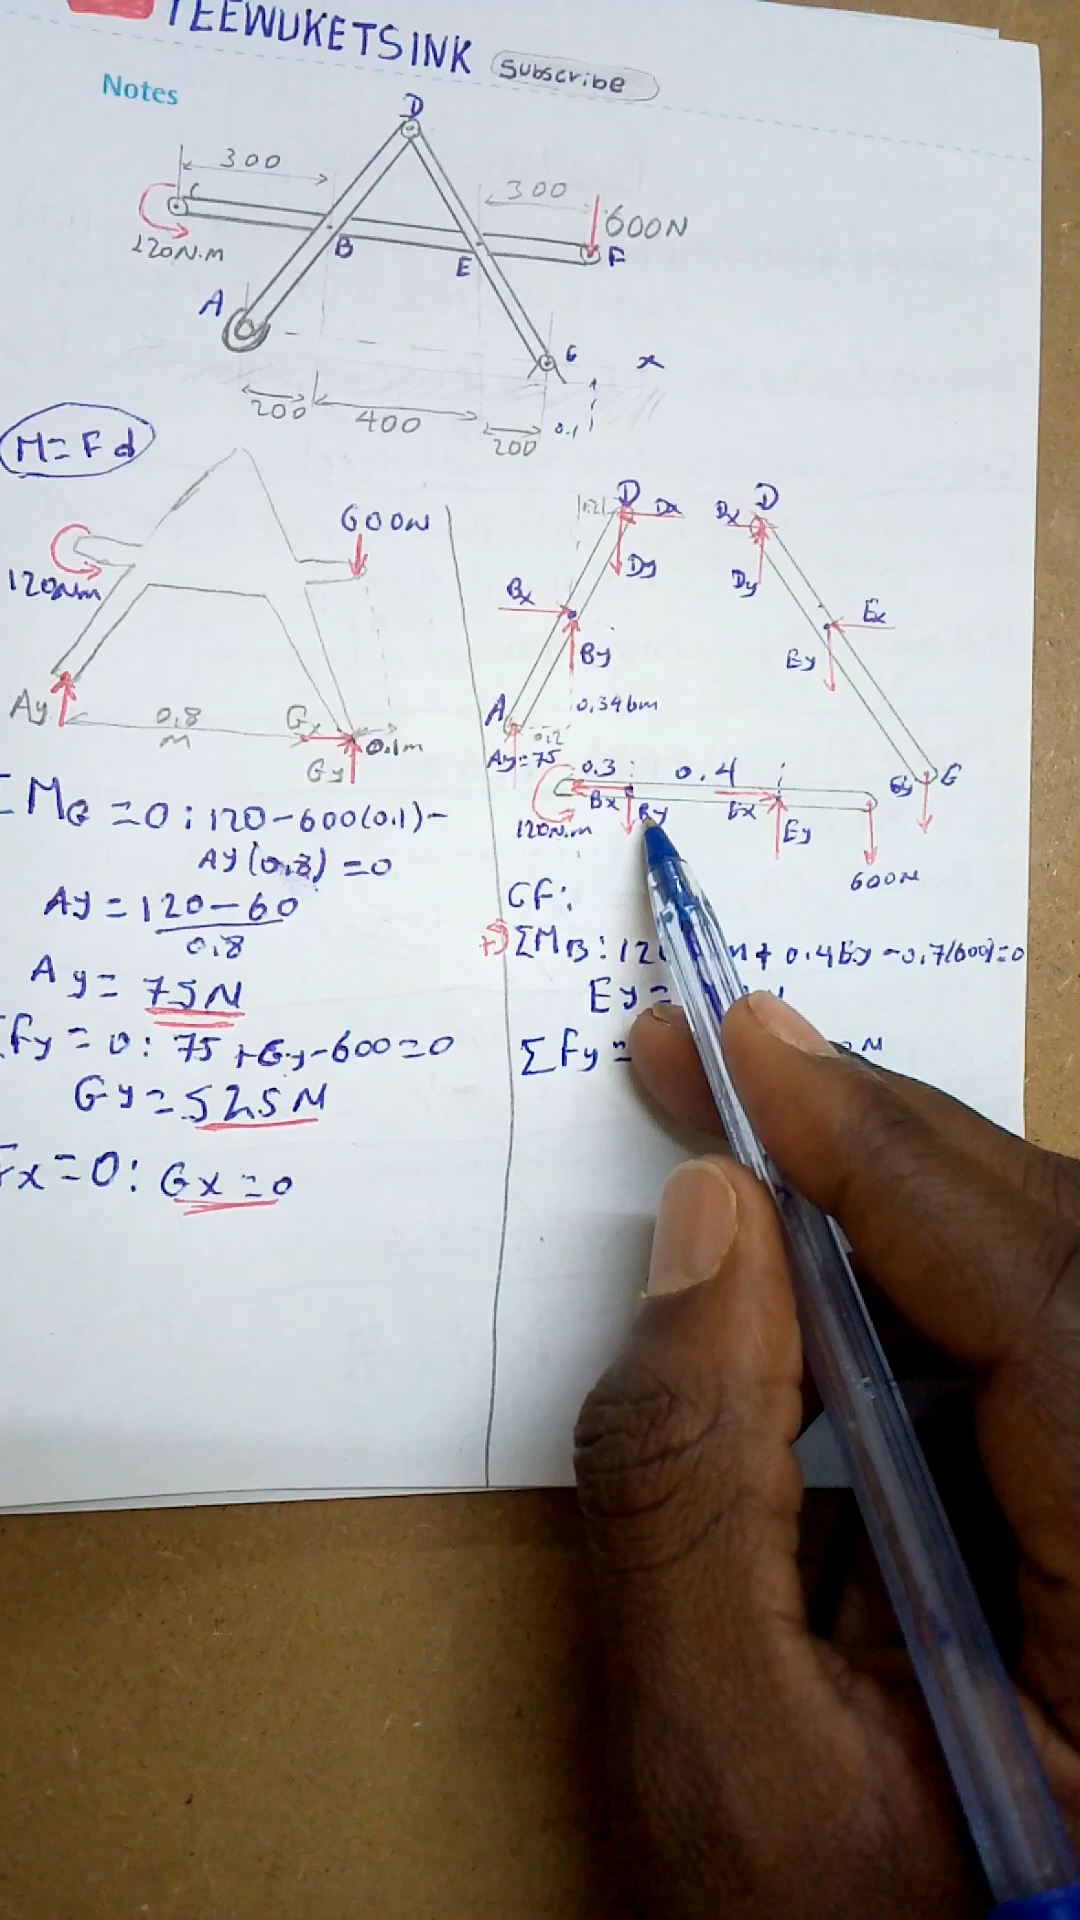 TEEWUKETSINK
Subscribe
Notes
D
300
300
600N
C
120N.m
B
E
F
A
G
x
200
400
200
0.1
M=Fd
600N
120Nm
Ay
0.8
m
Gx
0.1m
Gy
D
Dx
Dy
Bx
By
A
0.346m
0.2
Ay=75
Dx
D
Dy
Ex
Ey
G
Gy
0.3
0.4
Bx
By
Ex
Ey
120N.m
600N
ΣMG=0: 120-600(0.1)-
Ay(0.8)=0
Ay = 120-60
0.8
Ay= 75N
Fy=0: 75+Gy-600=0
Gy=525N
Fx=0: Gx=0
CF:
ΣMB: 12 + 0.4Ey-0.7(600)=0
Ey=
ΣFy= N